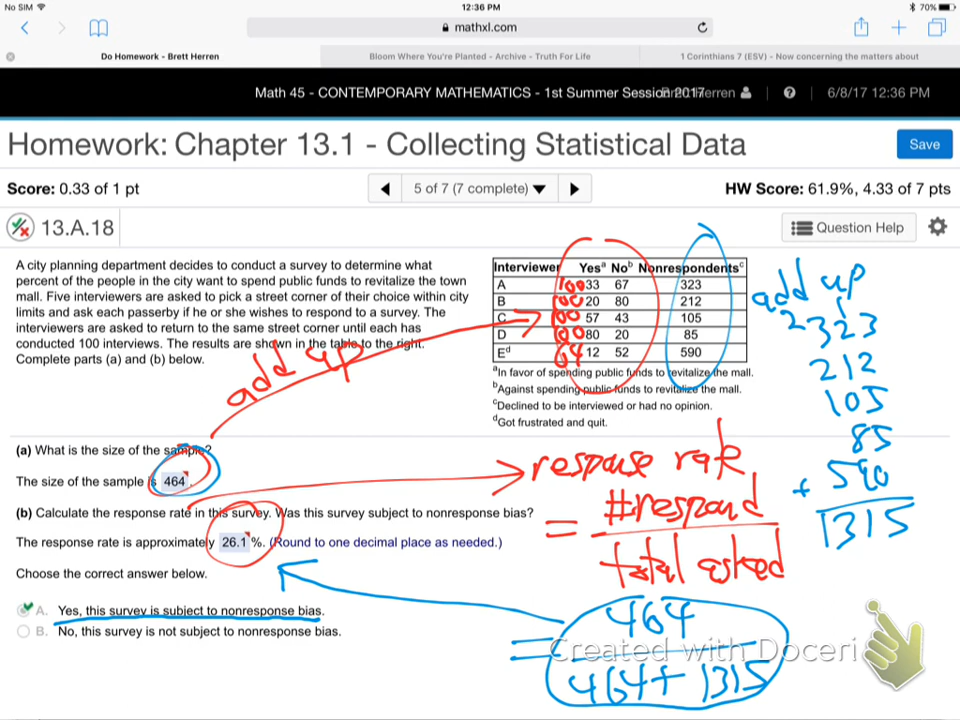 No SIM 12:36 PM 70%
mathxl.com
Do Homework - Brett Herren Bloom Where You're Planted - Archive - Truth For Life 1 Corinthians 7 (ESV) - Now concerning the matters about
Math 45 - CONTEMPORARY MATHEMATICS - 1st Summer Session 2017 Herren 6/8/17 12:36 PM
Homework: Chapter 13.1 - Collecting Statistical Data Save
Score: 0.33 of 1 pt 5 of 7 (7 complete) HW Score: 61.9%, 4.33 of 7 pts
13.A.18 Question Help
A city planning department decides to conduct a survey to determine what
percent of the people in the city want to spend public funds to revitalize the town
mall. Five interviewers are asked to pick a street corner of their choice within city
limits and ask each passerby if he or she wishes to respond to a survey. The
interviewers are asked to return to the same street corner until each has
conducted 100 interviews. The results are shown in the table to the right.
Complete parts (a) and (b) below.
Interviewer Yesᵃ Noᵇ Nonrespondentsᶜ
A 100 33 67 323
B 100 20 80 212
C 100 57 43 105
D 100 80 20 85
Eᵈ 64 12 52 590
ᵃIn favor of spending public funds to revitalize the mall.
ᵇAgainst spending public funds to revitalize the mall.
ᶜDeclined to be interviewed or had no opinion.
ᵈGot frustrated and quit.
add up
add up
2323
212
105
85
+ 590
1315
(a) What is the size of the sample?
The size of the sample is 464.
(b) Calculate the response rate in this survey. Was this survey subject to nonresponse bias?
The response rate is approximately 26.1 %. (Round to one decimal place as needed.)
Choose the correct answer below.
A. Yes, this survey is subject to nonresponse bias.
B. No, this survey is not subject to nonresponse bias.
response rate
= #respond
total asked
= 464
464 + 1315
Created with Doceri